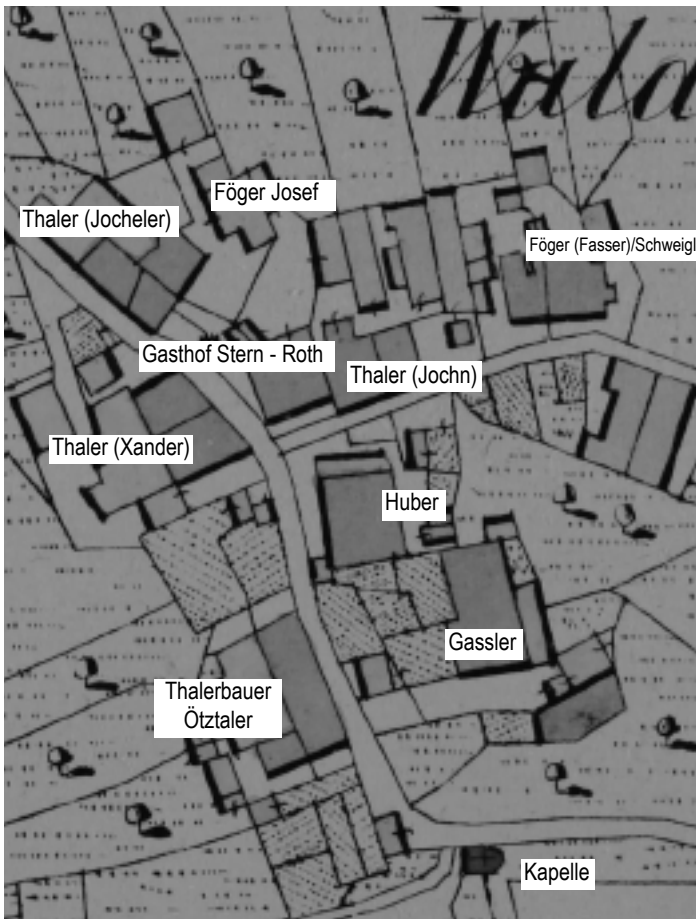 Wald
Föger Josef
Thaler (Jocheler)
Föger (Fasser)/Schweigl
Gasthof Stern - Roth
Thaler (Jochn)
Thaler (Xander)
Huber
Gassler
Thalerbauer
Ötztaler
Kapelle